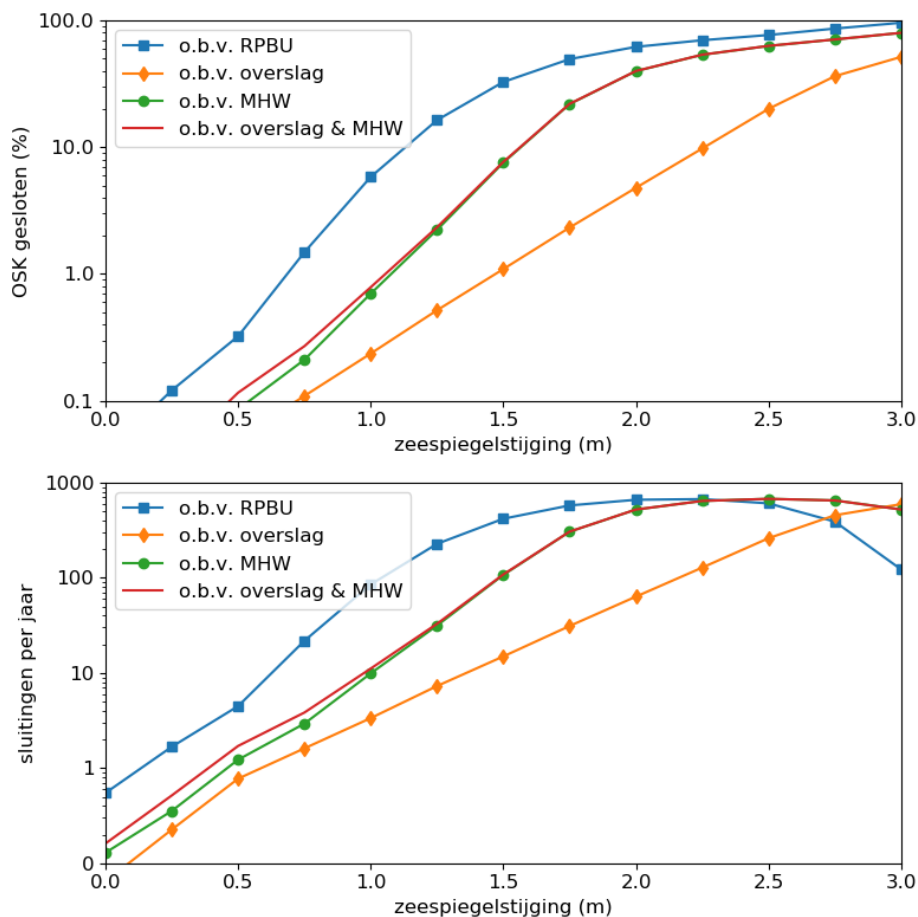 100.0
10.0
1.0
0.1
OSK gesloten (%)
o.b.v. RPBU
o.b.v. overslag
o.b.v. MHW
o.b.v. overslag & MHW
0.0 0.5 1.0 1.5 2.0 2.5 3.0
zeespiegelstijging (m)
1000
100
10
1
0
sluitingen per jaar
o.b.v. RPBU
o.b.v. overslag
o.b.v. MHW
o.b.v. overslag & MHW
0.0 0.5 1.0 1.5 2.0 2.5 3.0
zeespiegelstijging (m)